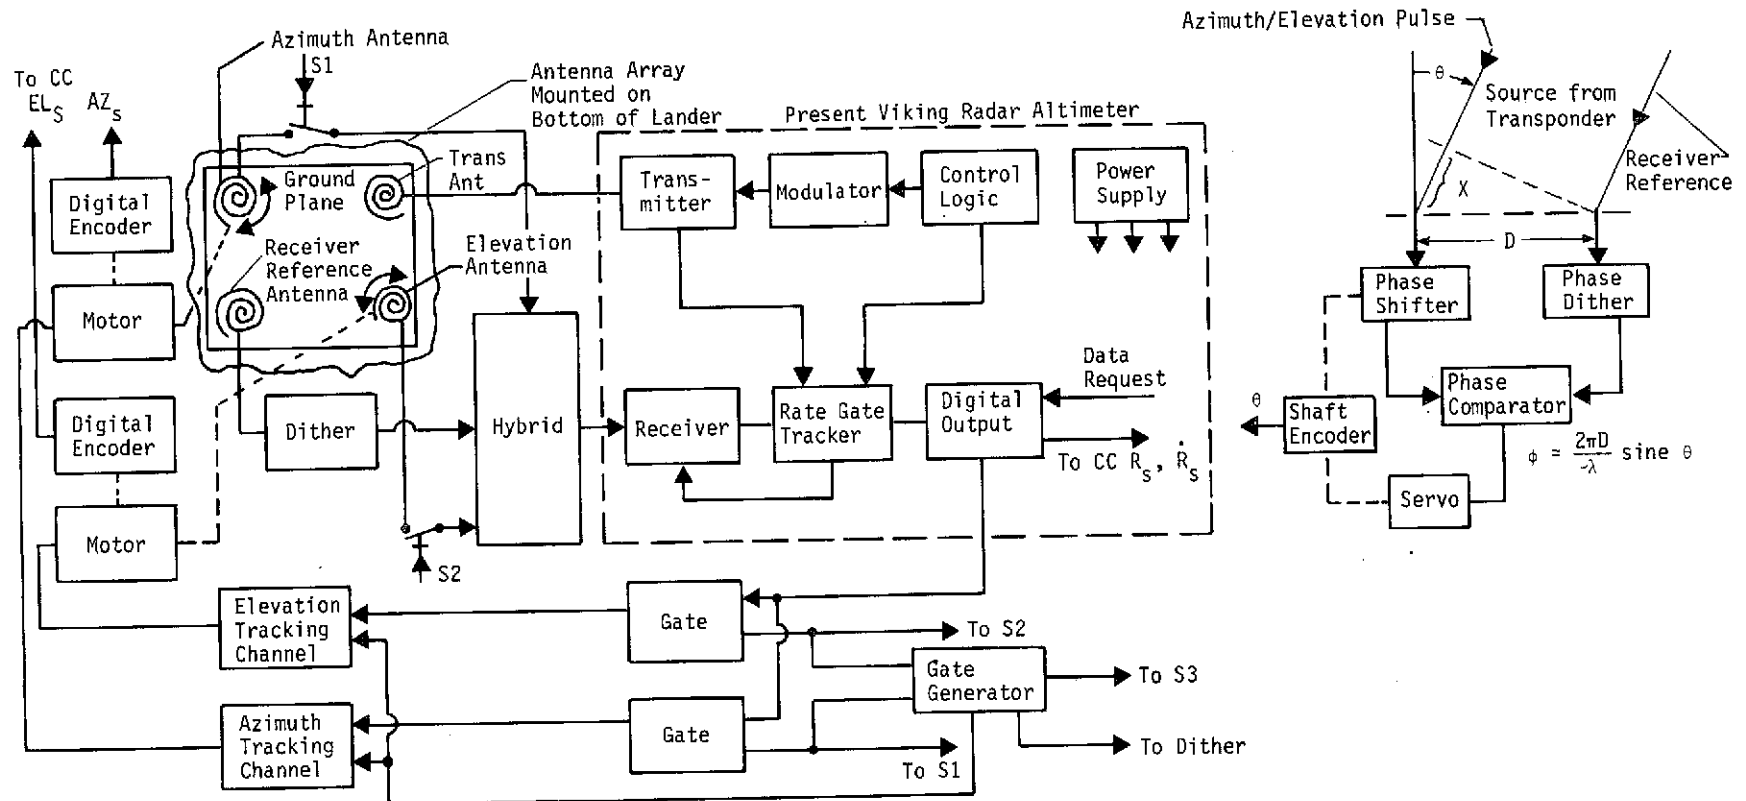 Azimuth/Elevation Pulse
Azimuth Antenna
S1
To CC
EL_S AZ_s
Antenna Array
Mounted on
Bottom of Lander
Present Viking Radar Altimeter
θ
Source from
Transponder
Receiver
Reference
X
D
Digital
Encoder
Ground
Plane
Trans
Ant
Trans-
mitter
Modulator
Control
Logic
Power
Supply
Receiver
Reference
Antenna
Elevation
Antenna
Motor
Phase
Shifter
Phase
Dither
Data
Request
Digital
Encoder
Dither
Hybrid
Receiver
Rate Gate
Tracker
Digital
Output
To CC R_s, Ṙ_s
θ
Shaft
Encoder
Phase
Comparator
φ = 2πD/-λ sine θ
Servo
Motor
S2
Elevation
Tracking
Channel
Gate
To S2
Gate
Generator
To S3
Azimuth
Tracking
Channel
Gate
To S1
To Dither